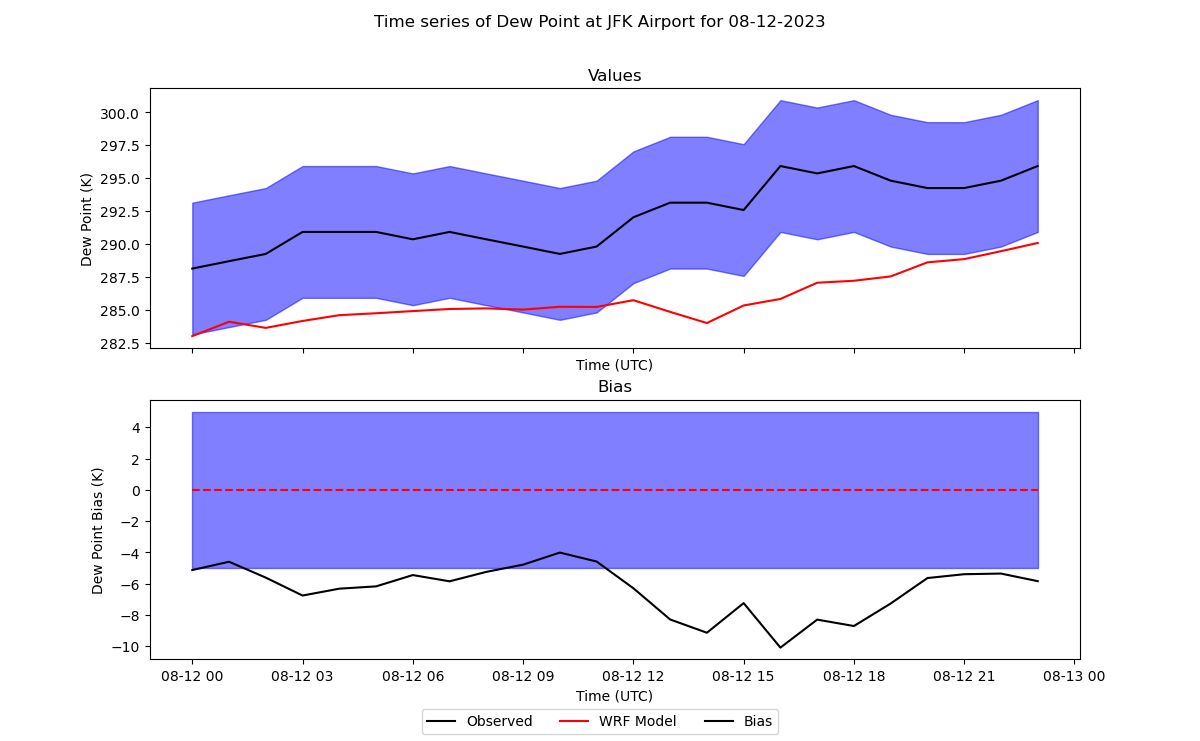 Time series of Dew Point at JFK Airport for 08-12-2023
Values
300.0
297.5
295.0
292.5
290.0
287.5
285.0
282.5
Dew Point (K)
Time (UTC)
Bias
4
2
0
−2
−4
−6
−8
−10
Dew Point Bias (K)
08-12 00 08-12 03 08-12 06 08-12 09 08-12 12 08-12 15 08-12 18 08-12 21 08-13 00
Time (UTC)
Observed WRF Model Bias